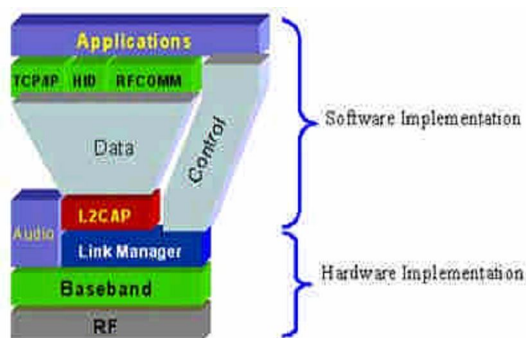 Applications
TCP/IP HID RFCOMM
Data
Control
Software Implementation
L2CAP
Audio
Link Manager
Hardware Implementation
Baseband
RF